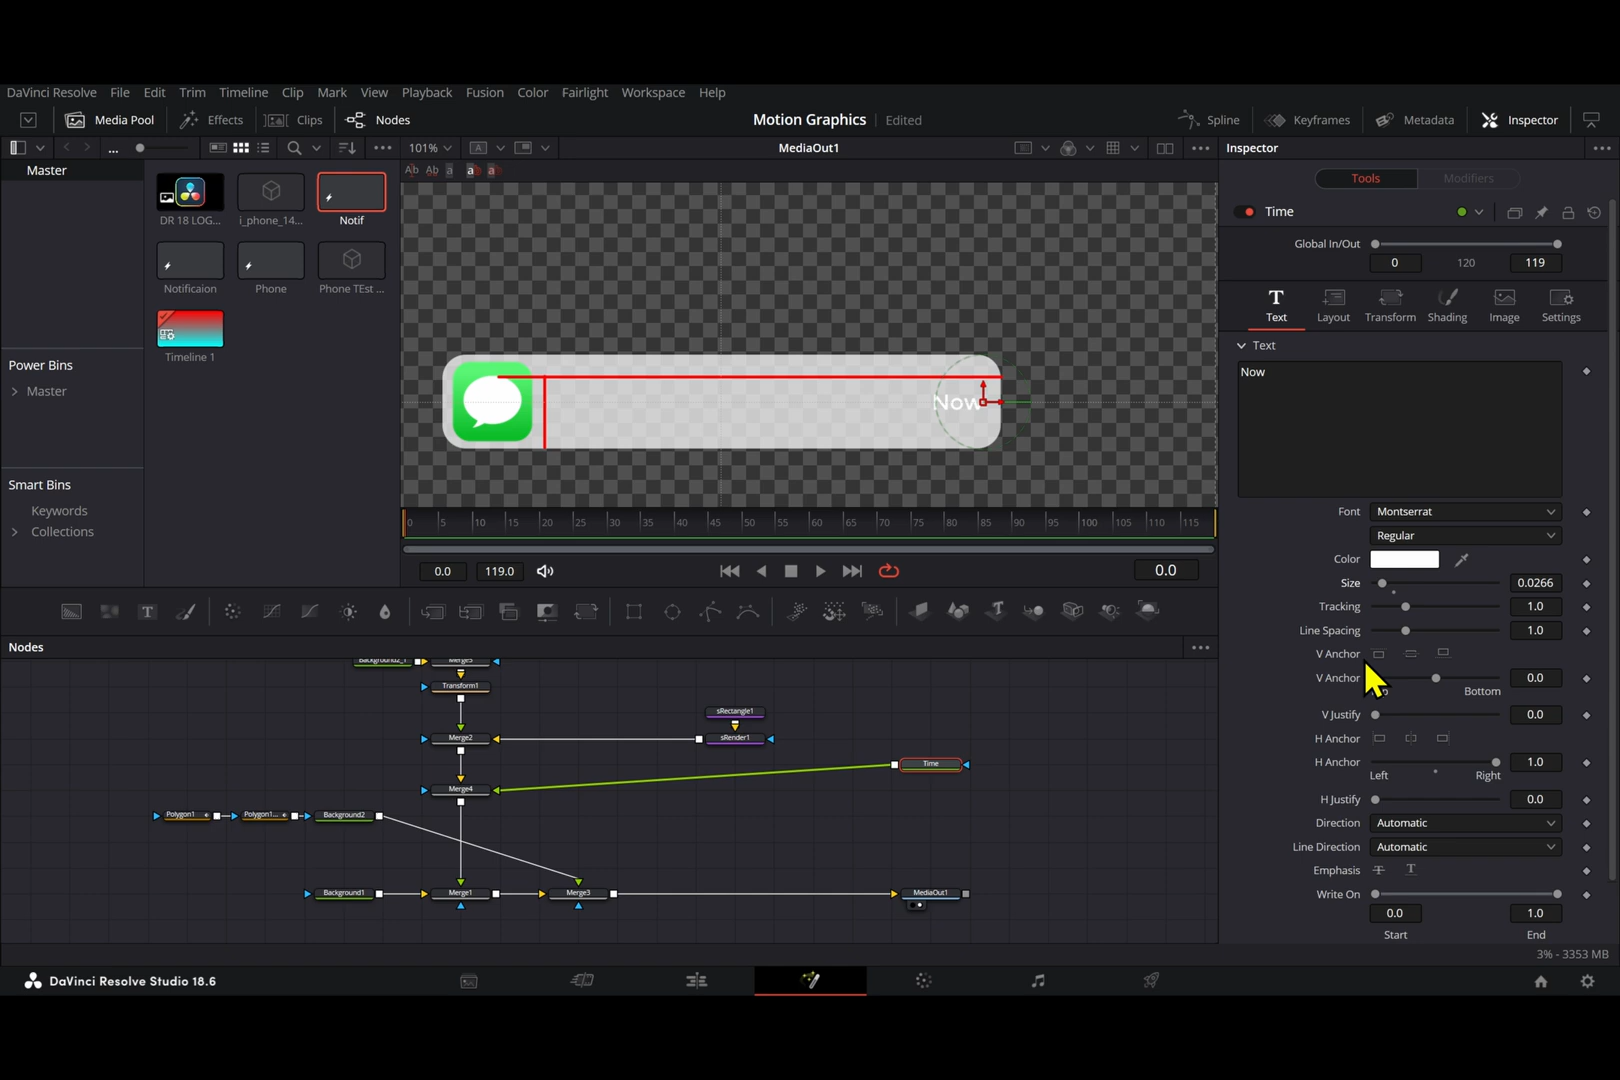 DaVinci Resolve File Edit Trim Timeline Clip Mark View Playback Fusion Color Fairlight Workspace Help
Media Pool Effects Clips Nodes Motion Graphics Edited Spline Keyframes Metadata Inspector
... 101% MediaOut1 Inspector
Master
DR 18 LOG... i_phone_14... Notif
Notificaion Phone Phone TEst ...
Timeline 1
Power Bins
Master
Smart Bins
Keywords
Collections
Now
0 5 10 15 20 25 30 35 40 45 50 55 60 65 70 75 80 85 90 95 100 105 110 115
0.0 119.0 0.0
Tools Modifiers
Time
Global In/Out
0 120 119
Text Layout Transform Shading Image Settings
Text
Now
Font Montserrat
Regular
Color
Size 0.0266
Tracking 1.0
Line Spacing 1.0
V Anchor
V Anchor 0.0
Bottom
V Justify 0.0
H Anchor
H Anchor 1.0
Left Right
H Justify 0.0
Direction Automatic
Line Direction Automatic
Emphasis
Write On
0.0 1.0
Start End
Nodes
Background2_1 Merge5
Transform1
sRectangle1
Merge2 sRender1
Time
Merge4
Polygon1 Polygon1... Background2
Background1 Merge1 Merge3 MediaOut1
3% - 3353 MB
DaVinci Resolve Studio 18.6